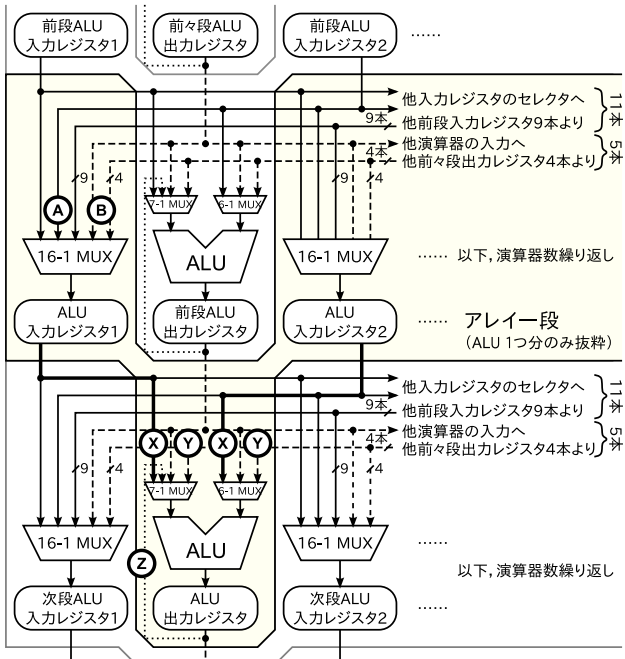 前段ALU
入力レジスタ1
前々段ALU
出力レジスタ
前段ALU
入力レジスタ2
……
他入力レジスタのセレクタへ
9本
他前段入力レジスタ9本より
11本
他演算器の入力へ
4本
他前々段出力レジスタ4本より
5本
9
4
9
4
A
B
7-1 MUX
6-1 MUX
16-1 MUX
ALU
16-1 MUX
…… 以下,演算器数繰り返し
ALU
入力レジスタ1
前段ALU
出力レジスタ
ALU
入力レジスタ2
…… アレイ一段
(ALU 1つ分のみ抜粋)
他入力レジスタのセレクタへ
9本
他前段入力レジスタ9本より
11本
他演算器の入力へ
4本
他前々段出力レジスタ4本より
5本
X
Y
X
Y
9
4
9
4
7-1 MUX
6-1 MUX
16-1 MUX
ALU
16-1 MUX
……
Z
以下,演算器数繰り返し
次段ALU
入力レジスタ1
ALU
出力レジスタ
次段ALU
入力レジスタ2
……